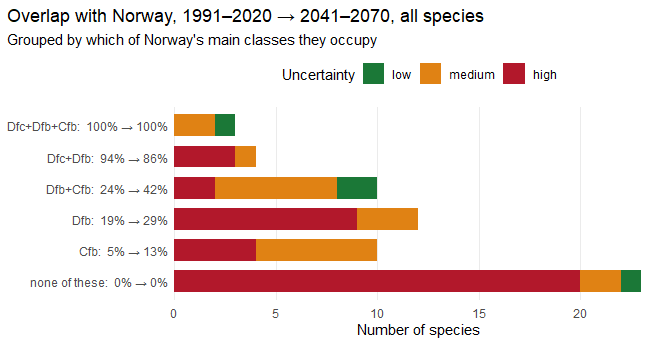 Overlap with Norway, 1991–2020 → 2041–2070, all species
Grouped by which of Norway's main classes they occupy
Uncertainty low medium high
Dfc+Dfb+Cfb: 100% → 100%
Dfc+Dfb: 94% → 86%
Dfb+Cfb: 24% → 42%
Dfb: 19% → 29%
Cfb: 5% → 13%
none of these: 0% → 0%
0 5 10 15 20
Number of species